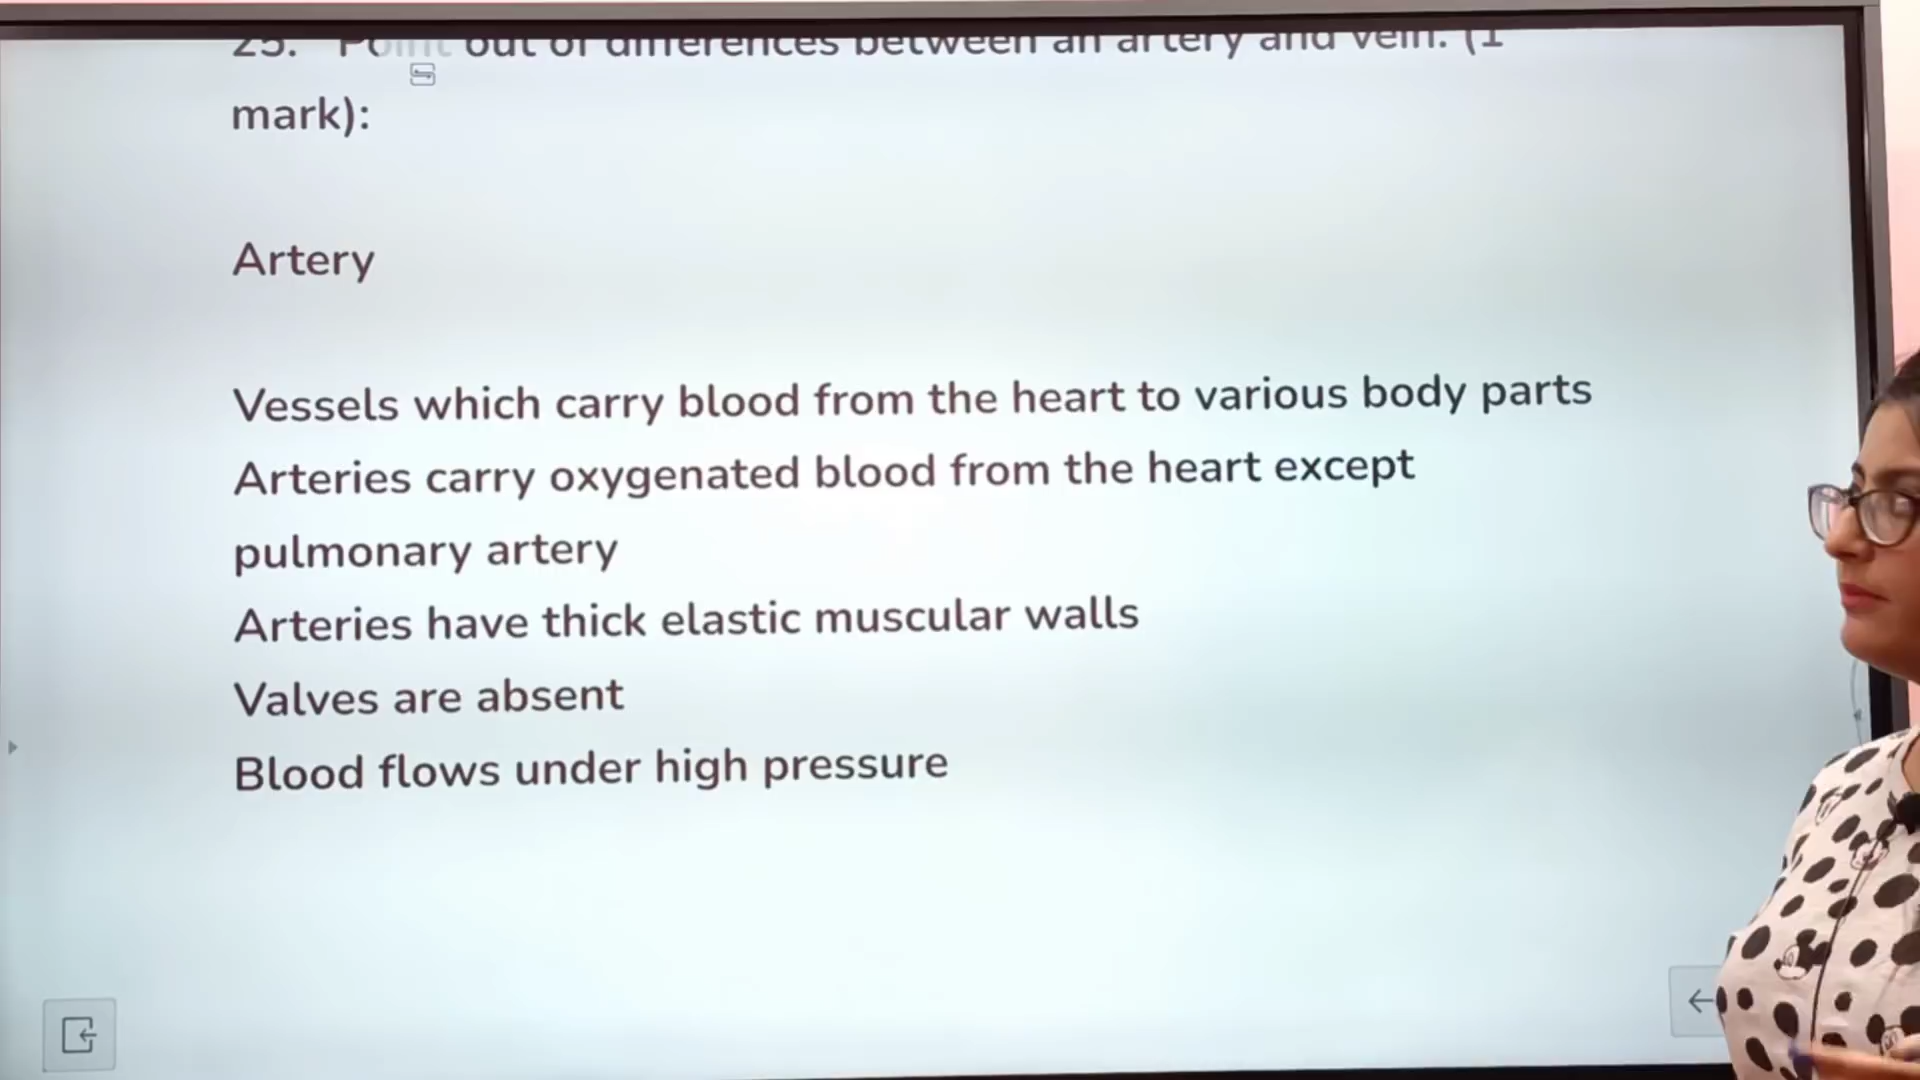 25. Point out of differences between an artery and vein. (1
mark):
Artery
Vessels which carry blood from the heart to various body parts
Arteries carry oxygenated blood from the heart except
pulmonary artery
Arteries have thick elastic muscular walls
Valves are absent
Blood flows under high pressure